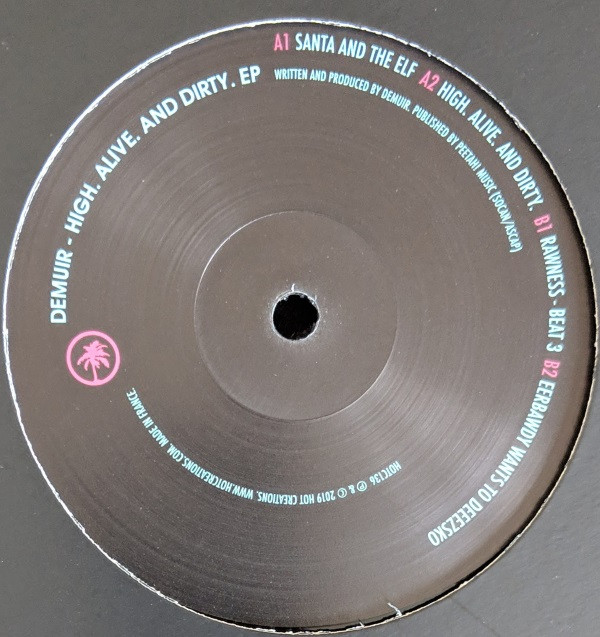 DEMUIR - HIGH. ALIVE. AND DIRTY. EP
A1 SANTA AND THE ELF A2 HIGH. ALIVE. AND DIRTY. B1 RAWNESS - BEAT 3 B2 EERBAWDY WANTS TO DEEEZSKO
WRITTEN AND PRODUCED BY DEMUIR. PUBLISHED BY PEETAH MUSIC (SOCAN/ASCAP)
HOTC136 ℗ & © 2019 HOT CREATIONS. WWW.HOTCREATIONS.COM. MADE IN FRANCE.